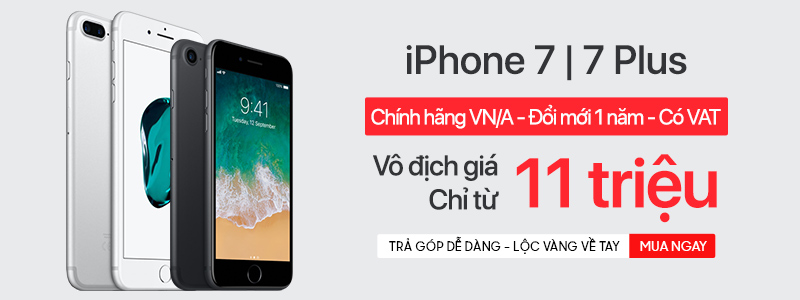 iPhone 7 | 7 Plus
Chính hãng VN/A - Đổi mới 1 năm - Có VAT
Vô địch giá
Chỉ từ
11 triệu
TRẢ GÓP DỄ DÀNG - LỘC VÀNG VỀ TAY
MUA NGAY
9:41
Tuesday, 12 September